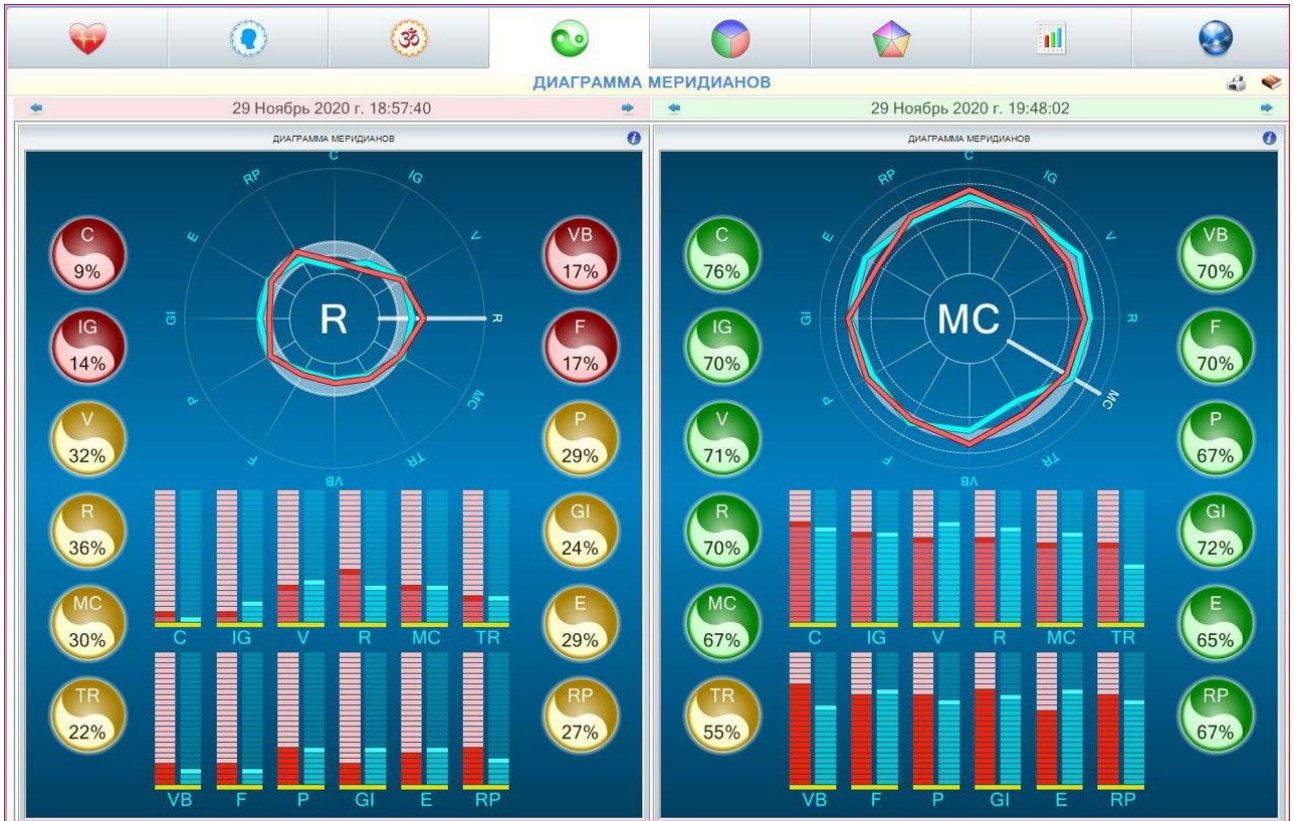 ॐ
ДИАГРАММА МЕРИДИАНОВ
29 Ноябрь 2020 г. 18:57:40
29 Ноябрь 2020 г. 19:48:02
ДИАГРАММА МЕРИДИАНОВ
i
C
IG
V
R
MC
TR
VB
F
P
GI
E
RP
R
C
9%
IG
14%
V
32%
R
36%
MC
30%
TR
22%
VB
17%
F
17%
P
29%
GI
24%
E
29%
RP
27%
C IG V R MC TR
VB F P GI E RP
ДИАГРАММА МЕРИДИАНОВ
i
C
IG
V
R
MC
TR
VB
F
P
GI
E
RP
MC
C
76%
IG
70%
V
71%
R
70%
MC
67%
TR
55%
VB
70%
F
70%
P
67%
GI
72%
E
65%
RP
67%
C IG V R MC TR
VB F P GI E RP